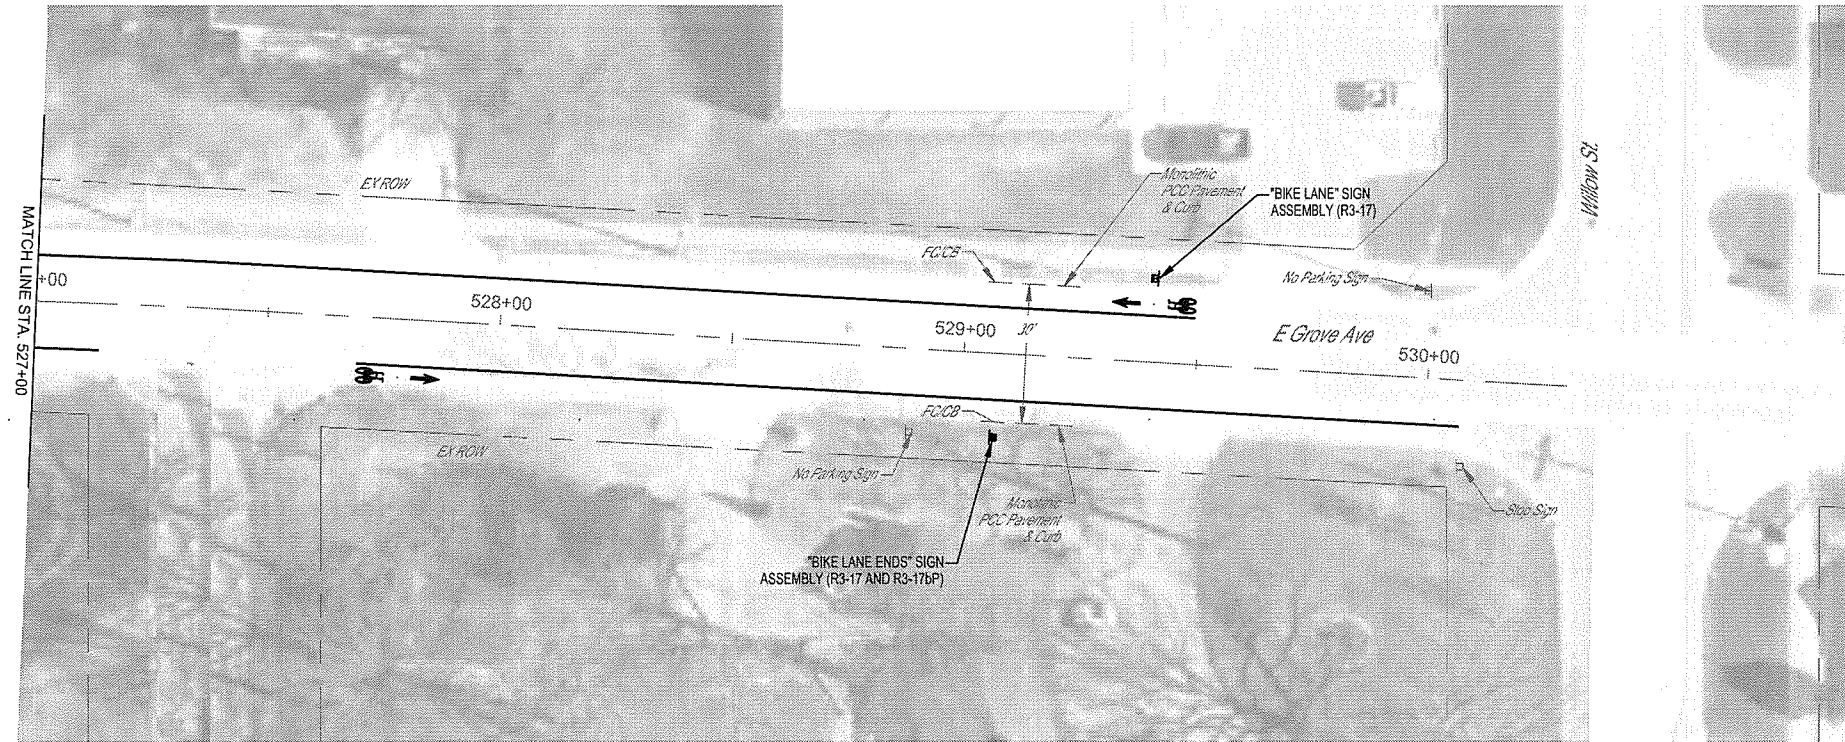 EX ROW
Monolithic
PCC Pavement
& Curb
"BIKE LANE" SIGN
ASSEMBLY (R3-17)
Willow St.
MATCH LINE STA. 527+00
+00
FC/CB
No Parking Sign
528+00
529+00
30'
E Grove Ave
530+00
FC/CB
EX ROW
No Parking Sign
Monolithic
PCC Pavement
& Curb
Stop Sign
"BIKE LANE ENDS" SIGN
ASSEMBLY (R3-17 AND R3-17bP)